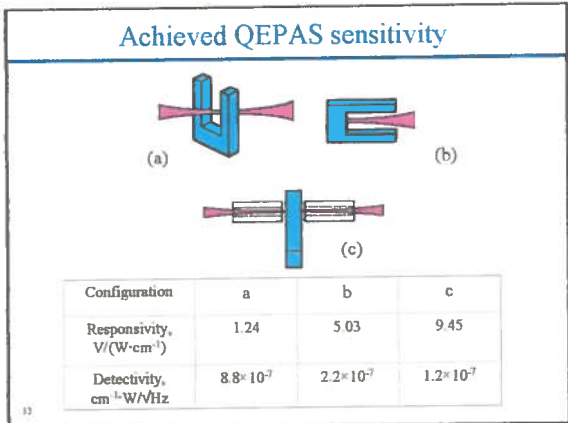 Achieved QEPAS sensitivity
(a)
(b)
(c)
Configuration a b c
Responsivity, 1.24 5.03 9.45
V/(W·cm⁻¹)
Detectivity, 8.8×10⁻⁷ 2.2×10⁻⁷ 1.2×10⁻⁷
cm⁻¹·W/√Hz